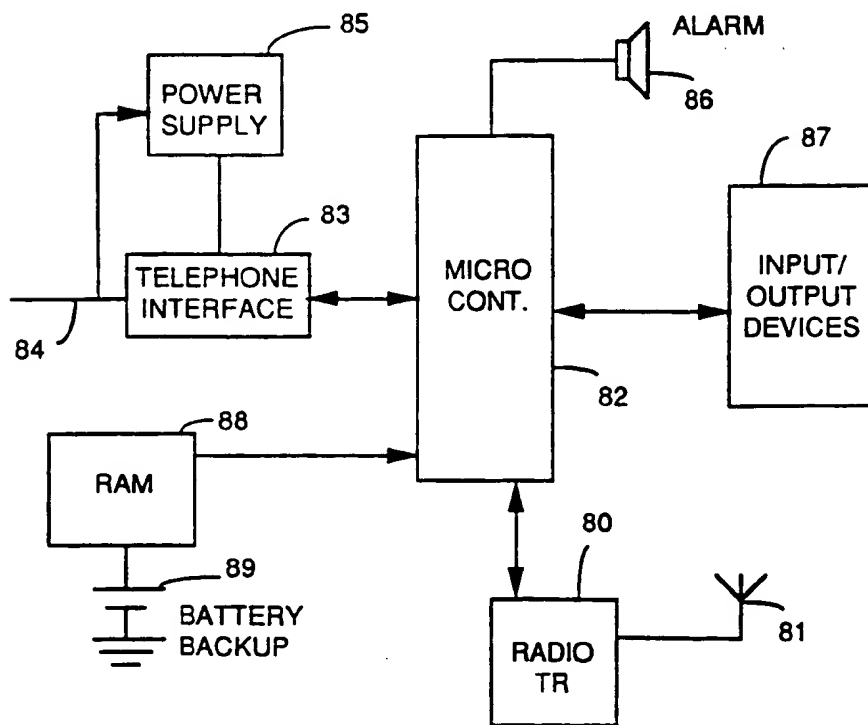 85
ALARM
POWER
SUPPLY
86
87
83
TELEPHONE
INTERFACE
MICRO
CONT.
INPUT/
OUTPUT
DEVICES
84
82
88
RAM
80
89
BATTERY
BACKUP
81
RADIO
TR